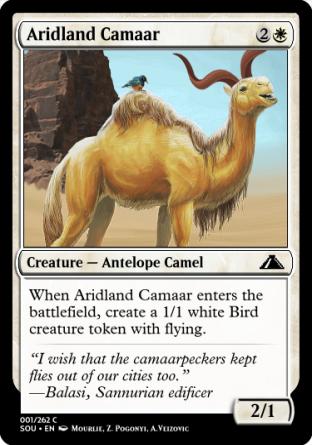 Aridland Camaar 2
Creature — Antelope Camel
When Aridland Camaar enters the
battlefield, create a 1/1 white Bird
creature token with flying.
“I wish that the camaarpeckers kept
flies out of our cities too.”
—Balasi, Sannurian edificer
2/1
001/262 C
SOU • EN Mourlie, Z. Pogonyi, A.Veizovic